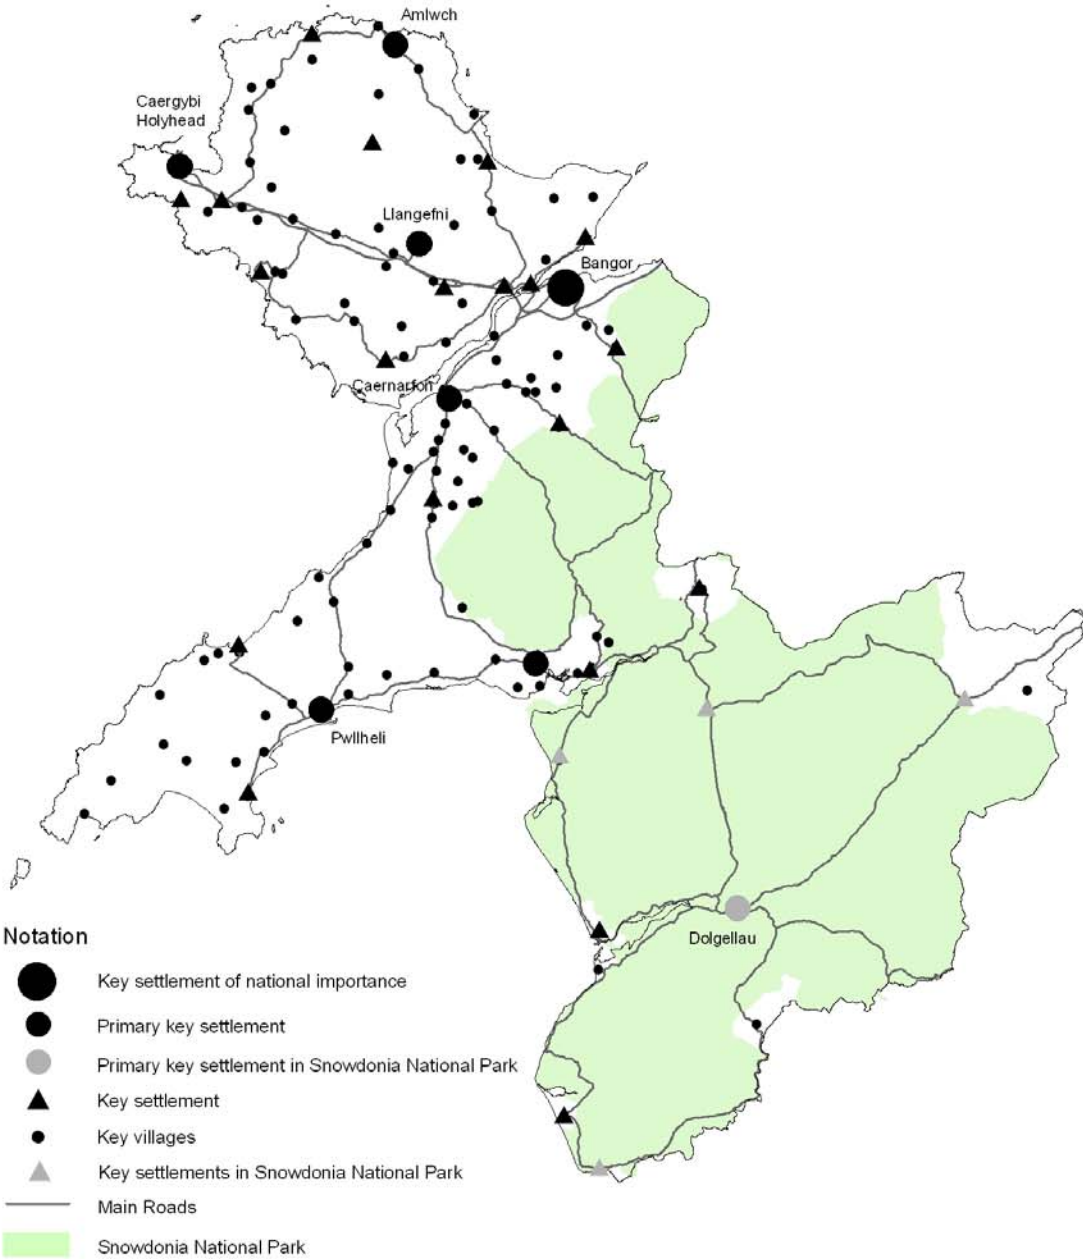 Amlwch
Caergybi
Holyhead
Llangefni
Bangor
Caernarfon
Pwllheli
Dolgellau
Notation
Key settlement of national importance
Primary key settlement
Primary key settlement in Snowdonia National Park
Key settlement
Key villages
Key settlements in Snowdonia National Park
Main Roads
Snowdonia National Park